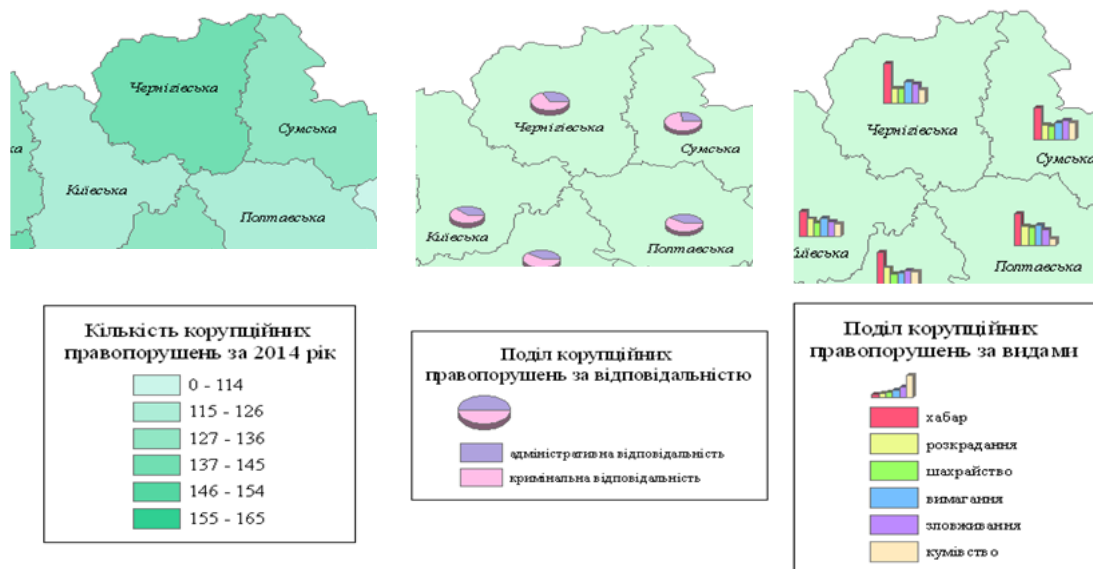 Чернігівська
Сумська
ка
Київська
Полтавська
Чернігівська
Сумська
Київська
Полтавська
Чернігівська
Сумська
Київська
Полтавська
Кількість корупційних
правопорушень за 2014 рік
0 - 114
115 - 126
127 - 136
137 - 145
146 - 154
155 - 165
Поділ корупційних
правопорушень за відповідальністю
адміністративна відповідальність
кримінальна відповідальність
Поділ корупційних
правопорушень за видами
хабар
розкрадання
шахрайство
вимагання
зловживання
кумівство